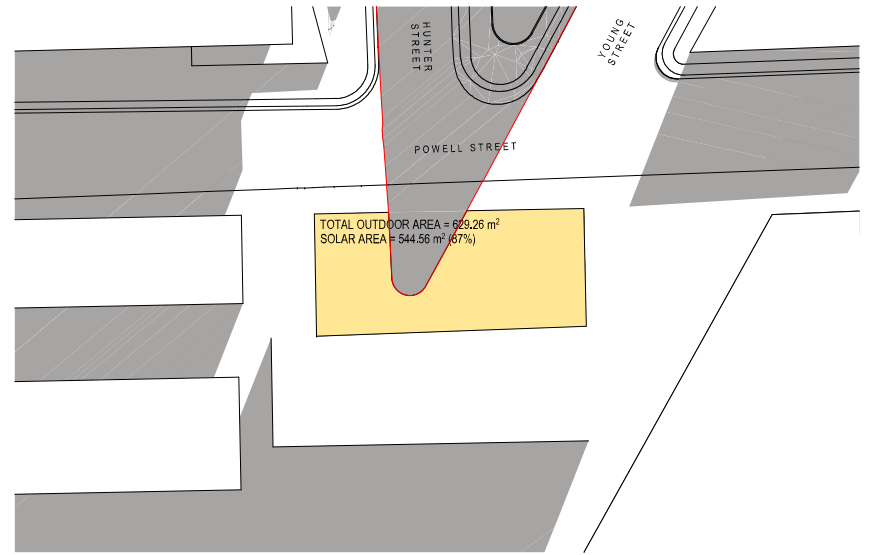 HUNTER
STREET
YOUNG
STREET
POWELL STREET
TOTAL OUTDOOR AREA = 629.26 m²
SOLAR AREA = 544.56 m² (87%)